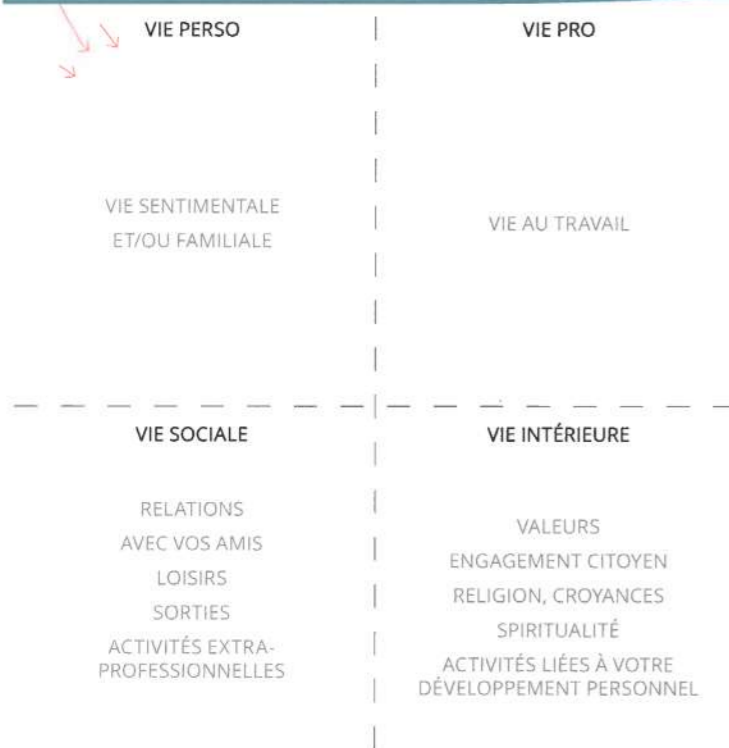 VIE PERSO
VIE PRO
VIE SENTIMENTALE
ET/OU FAMILIALE
VIE AU TRAVAIL
VIE SOCIALE
VIE INTÉRIEURE
RELATIONS
AVEC VOS AMIS
LOISIRS
SORTIES
ACTIVITÉS EXTRA-
PROFESSIONNELLES
VALEURS
ENGAGEMENT CITOYEN
RELIGION, CROYANCES
SPIRITUALITÉ
ACTIVITÉS LIÉES À VOTRE
DÉVELOPPEMENT PERSONNEL